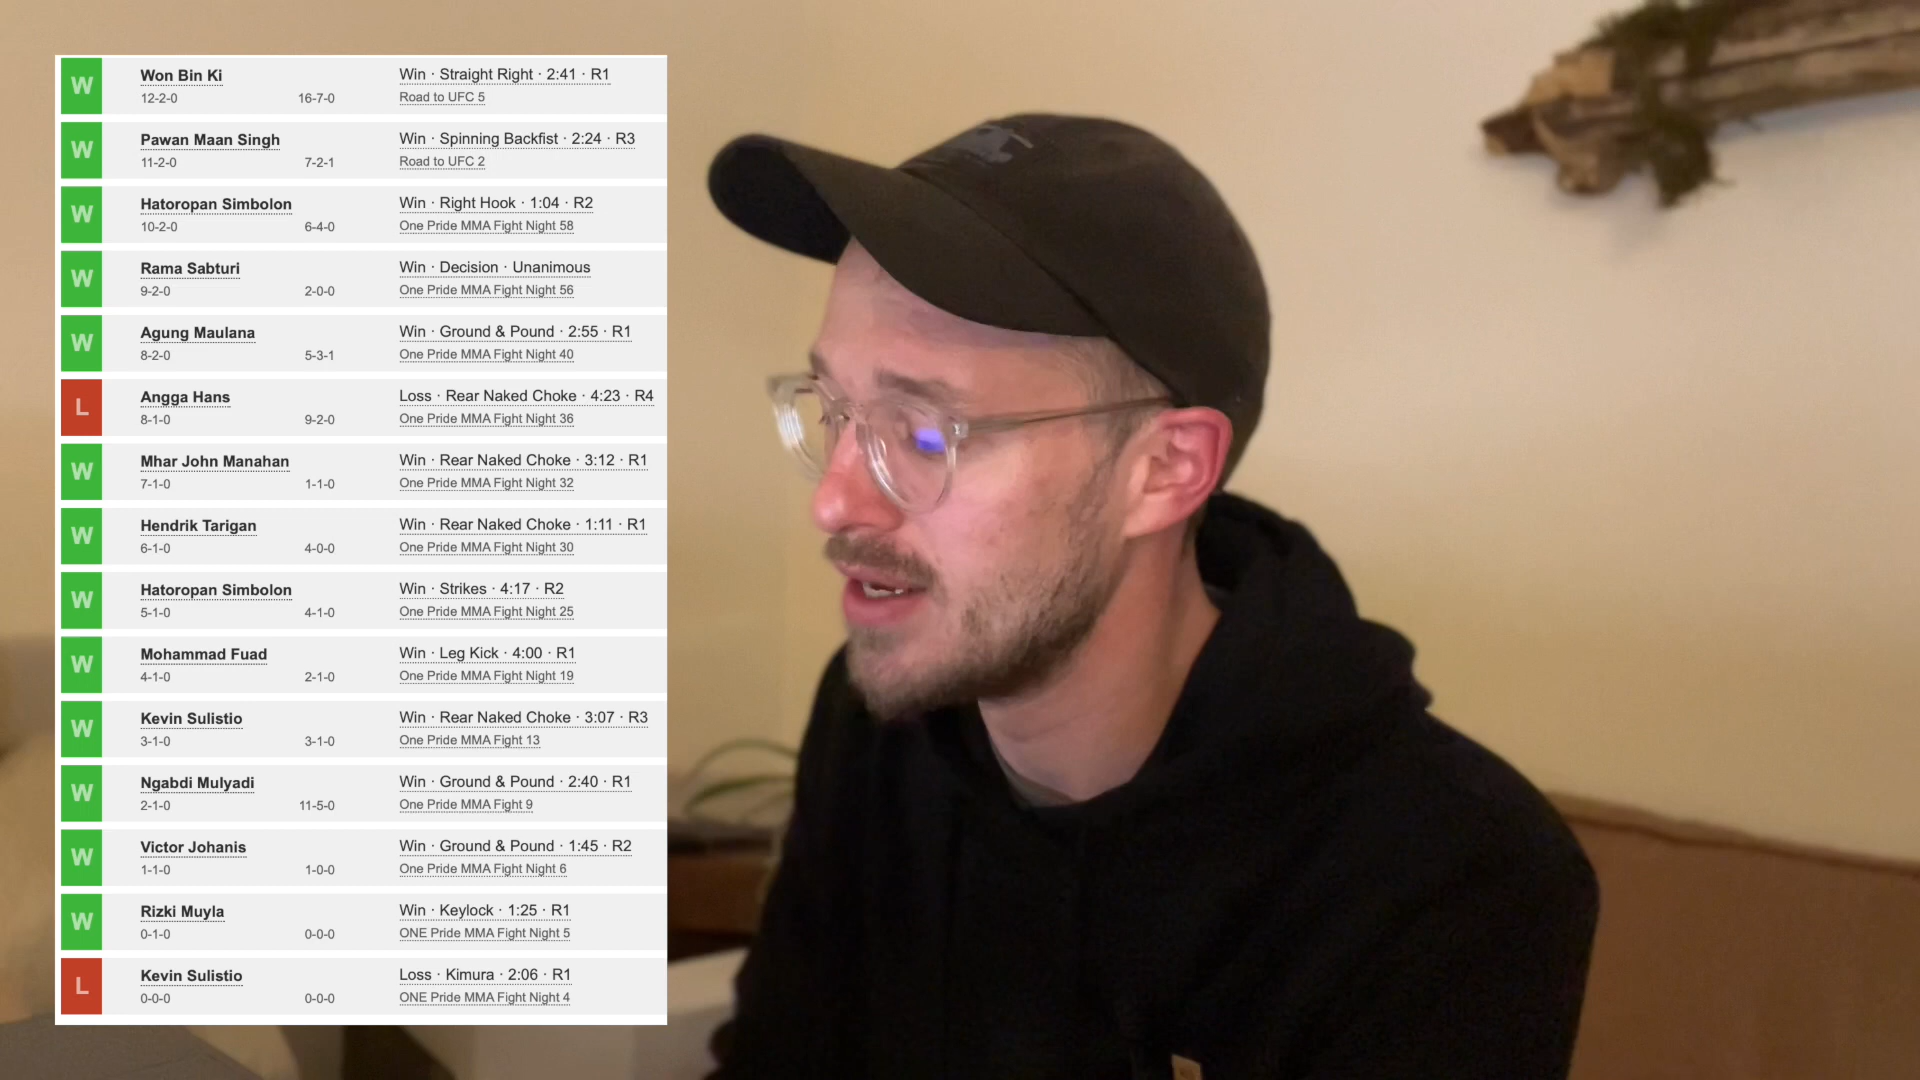 W
Won Bin Ki
Win · Straight Right · 2:41 · R1
12-2-0 16-7-0
Road to UFC 5
W
Pawan Maan Singh
Win · Spinning Backfist · 2:24 · R3
11-2-0 7-2-1
Road to UFC 2
W
Hatoropan Simbolon
Win · Right Hook · 1:04 · R2
10-2-0 6-4-0
One Pride MMA Fight Night 58
W
Rama Sabturi
Win · Decision · Unanimous
9-2-0 2-0-0
One Pride MMA Fight Night 56
W
Agung Maulana
Win · Ground & Pound · 2:55 · R1
8-2-0 5-3-1
One Pride MMA Fight Night 40
L
Angga Hans
Loss · Rear Naked Choke · 4:23 · R4
8-1-0 9-2-0
One Pride MMA Fight Night 36
W
Mhar John Manahan
Win · Rear Naked Choke · 3:12 · R1
7-1-0 1-1-0
One Pride MMA Fight Night 32
W
Hendrik Tarigan
Win · Rear Naked Choke · 1:11 · R1
6-1-0 4-0-0
One Pride MMA Fight Night 30
W
Hatoropan Simbolon
Win · Strikes · 4:17 · R2
5-1-0 4-1-0
One Pride MMA Fight Night 25
W
Mohammad Fuad
Win · Leg Kick · 4:00 · R1
4-1-0 2-1-0
One Pride MMA Fight Night 19
W
Kevin Sulistio
Win · Rear Naked Choke · 3:07 · R3
3-1-0 3-1-0
One Pride MMA Fight 13
W
Ngabdi Mulyadi
Win · Ground & Pound · 2:40 · R1
2-1-0 11-5-0
One Pride MMA Fight 9
W
Victor Johanis
Win · Ground & Pound · 1:45 · R2
1-1-0 1-0-0
One Pride MMA Fight Night 6
W
Rizki Muyla
Win · Keylock · 1:25 · R1
0-1-0 0-0-0
ONE Pride MMA Fight Night 5
L
Kevin Sulistio
Loss · Kimura · 2:06 · R1
0-0-0 0-0-0
ONE Pride MMA Fight Night 4